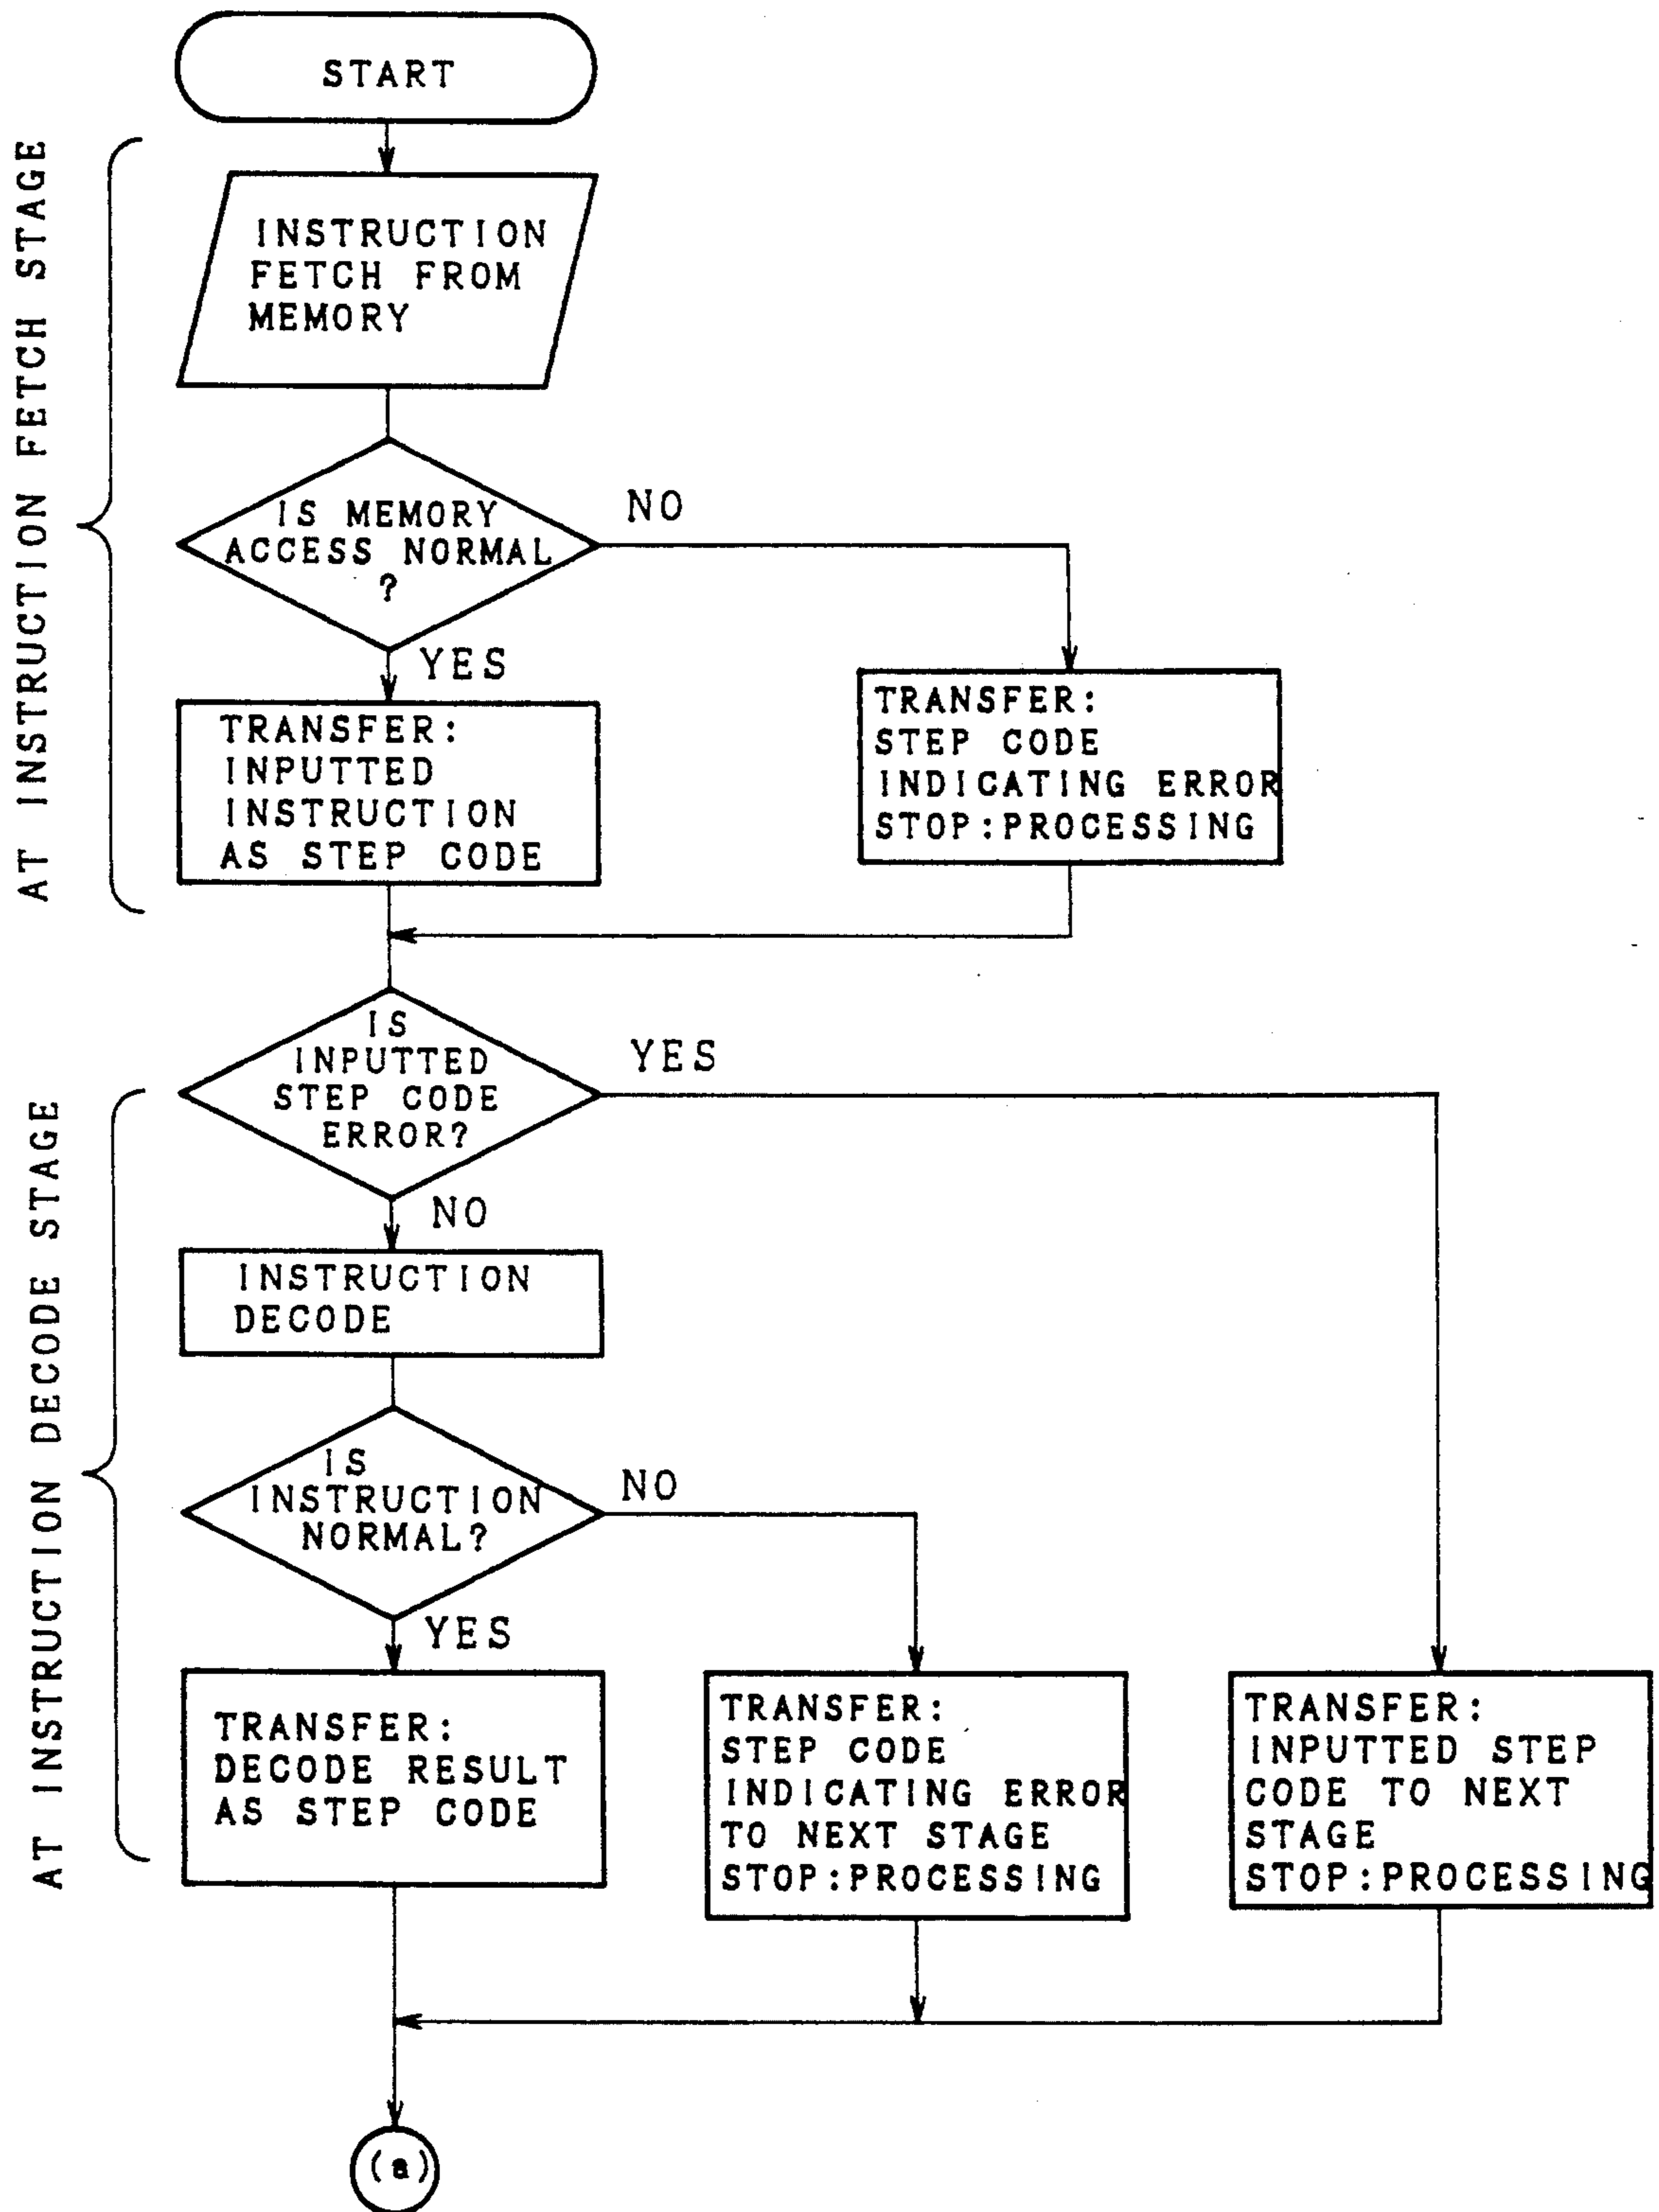 START
AT INSTRUCTION FETCH STAGE
INSTRUCTION
FETCH FROM
MEMORY
IS MEMORY
ACCESS NORMAL
?
NO
YES
TRANSFER:
INPUTTED
INSTRUCTION
AS STEP CODE
TRANSFER:
STEP CODE
INDICATING ERROR
STOP:PROCESSING
AT INSTRUCTION DECODE STAGE
IS
INPUTTED
STEP CODE
ERROR?
YES
NO
INSTRUCTION
DECODE
IS
INSTRUCTION
NORMAL?
NO
YES
TRANSFER:
DECODE RESULT
AS STEP CODE
TRANSFER:
STEP CODE
INDICATING ERROR
TO NEXT STAGE
STOP:PROCESSING
TRANSFER:
INPUTTED STEP
CODE TO NEXT
STAGE
STOP:PROCESSING
(a)